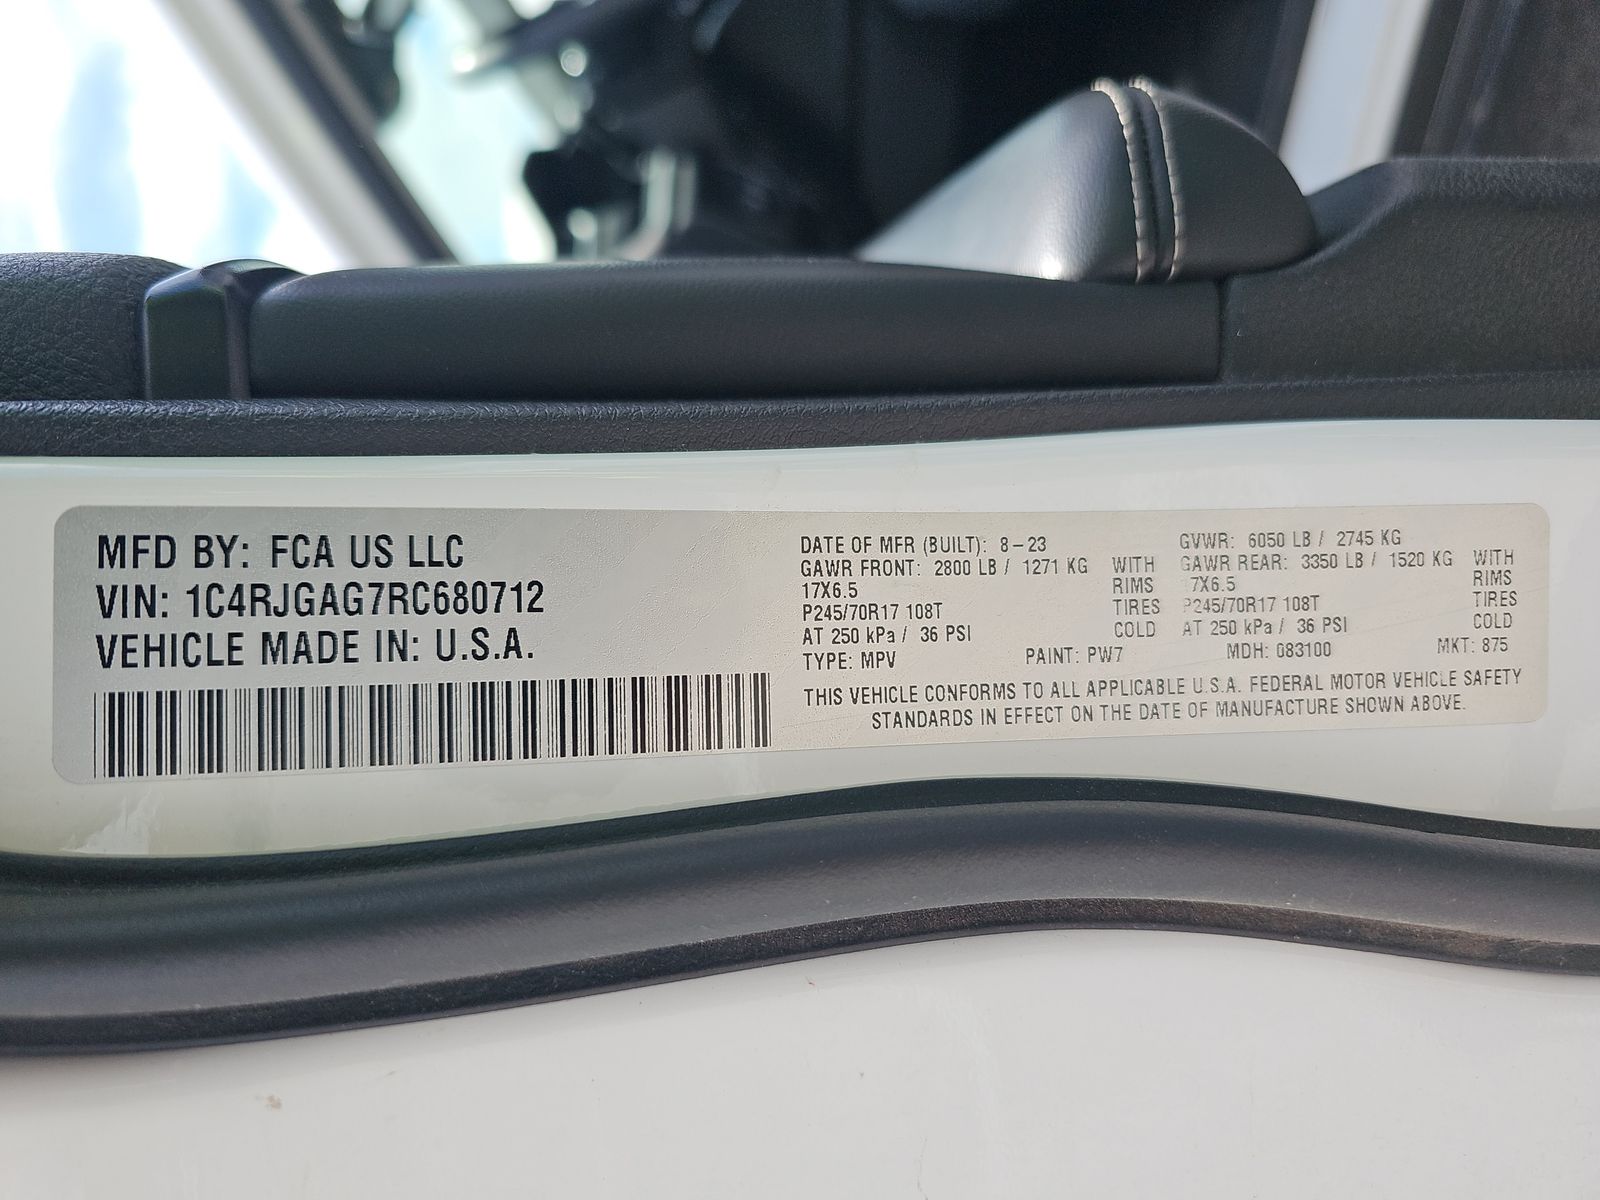 MFD BY: FCA US LLC
VIN: 1C4RJGAG7RC680712
VEHICLE MADE IN: U.S.A.
DATE OF MFR (BUILT): 8-23
GAWR FRONT: 2800 LB / 1271 KG WITH
17X6.5 RIMS
P245/70R17 108T TIRES
AT 250 kPa / 36 PSI COLD
GVWR: 6050 LB / 2745 KG
GAWR REAR: 3350 LB / 1520 KG WITH
17X6.5 RIMS
P245/70R17 108T TIRES
AT 250 kPa / 36 PSI COLD
TYPE: MPV PAINT: PW7 MDH: 083100 MKT: 875
THIS VEHICLE CONFORMS TO ALL APPLICABLE U.S.A. FEDERAL MOTOR VEHICLE SAFETY
STANDARDS IN EFFECT ON THE DATE OF MANUFACTURE SHOWN ABOVE.